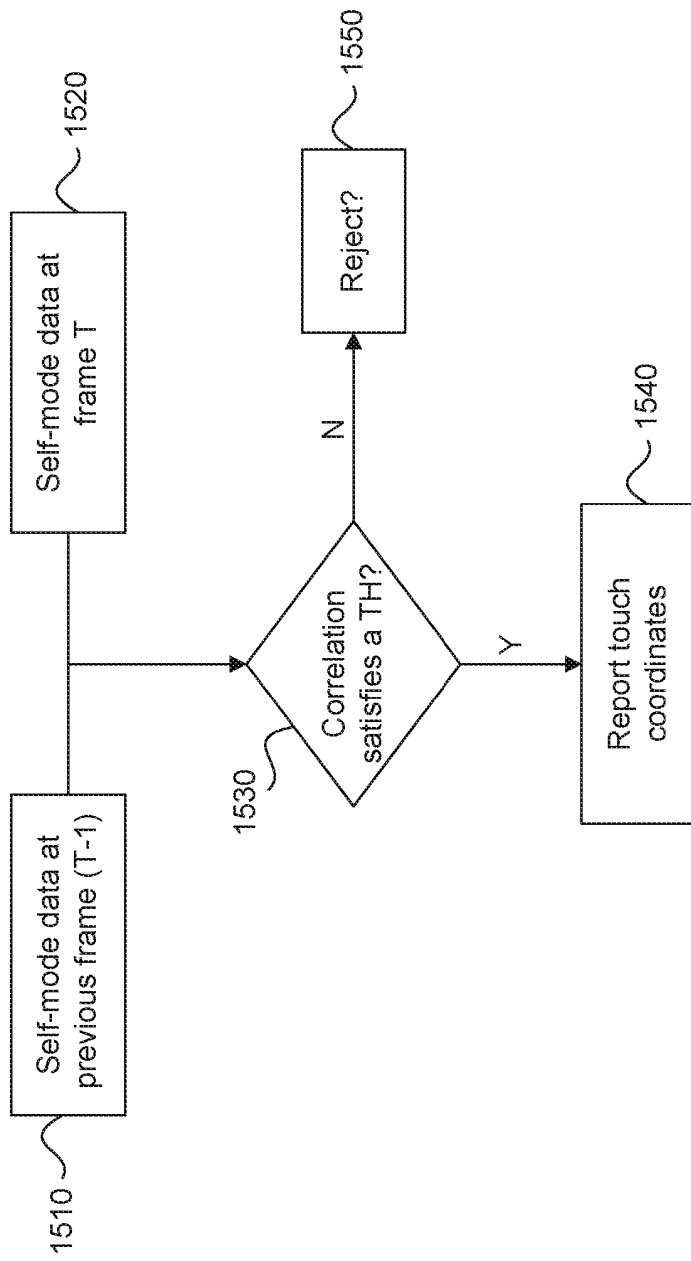 1510
Self-mode data at
previous frame (T-1)
Self-mode data at
frame T
1520
1530
Correlation
satisfies a TH?
N
Reject?
1550
Y
Report touch
coordinates
1540